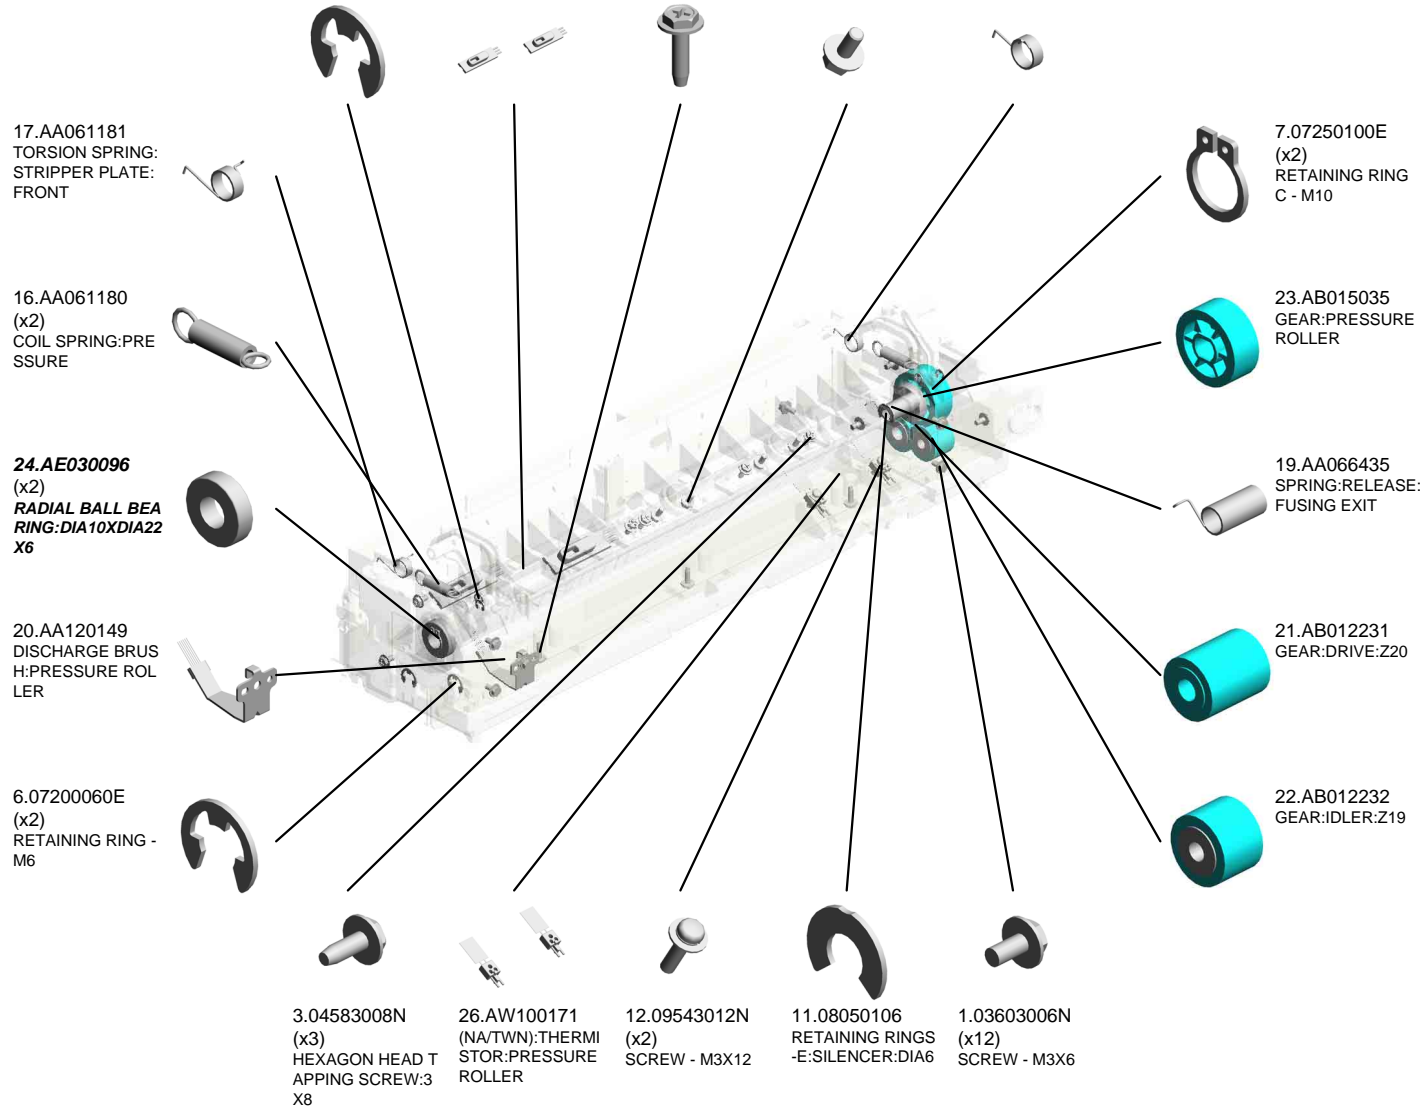 17.AA061181
TORSION SPRING:
STRIPPER PLATE:
FRONT
16.AA061180
(x2)
COIL SPRING:PRE
SSURE
24.AE030096
(x2)
RADIAL BALL BEA
RING:DIA10XDIA22
X6
20.AA120149
DISCHARGE BRUS
H:PRESSURE ROL
LER
6.07200060E
(x2)
RETAINING RING -
M6
7.07250100E
(x2)
RETAINING RING
C - M10
23.AB015035
GEAR:PRESSURE
ROLLER
19.AA066435
SPRING:RELEASE:
FUSING EXIT
21.AB012231
GEAR:DRIVE:Z20
22.AB012232
GEAR:IDLER:Z19
3.04583008N
(x3)
HEXAGON HEAD T
APPING SCREW:3
X8
26.AW100171
(NA/TWN):THERMI
STOR:PRESSURE
ROLLER
12.09543012N
(x2)
SCREW - M3X12
11.08050106
RETAINING RINGS
-E:SILENCER:DIA6
1.03603006N
(x12)
SCREW - M3X6